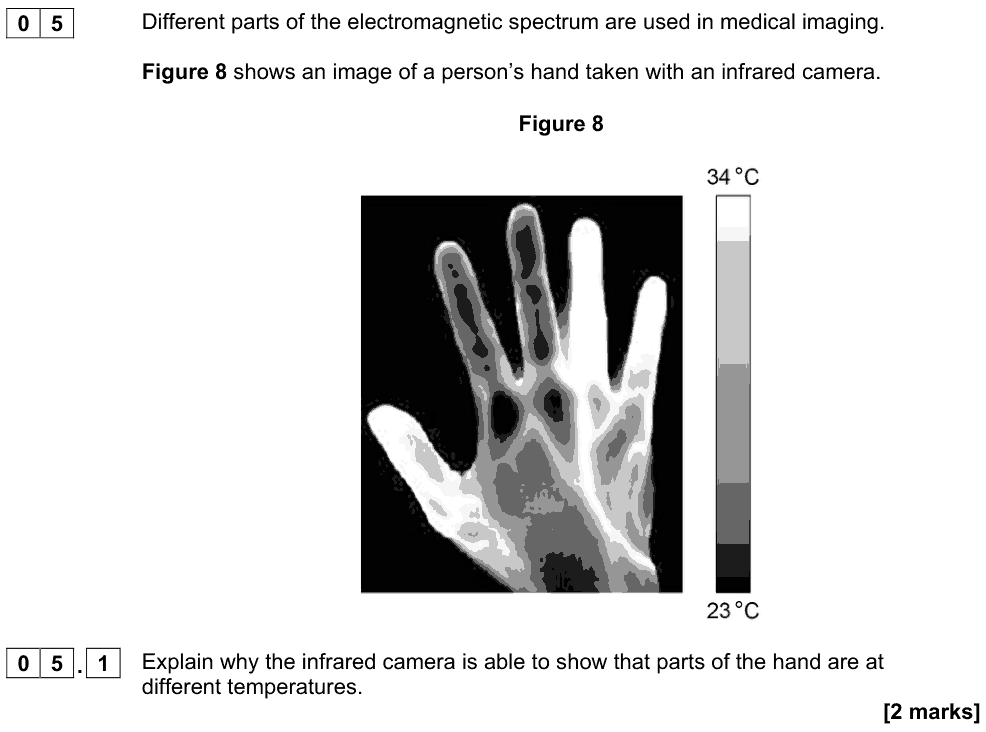 0 5 Different parts of the electromagnetic spectrum are used in medical imaging.
Figure 8 shows an image of a person’s hand taken with an infrared camera.
Figure 8
34 °C
23 °C
0 5 . 1 Explain why the infrared camera is able to show that parts of the hand are at
different temperatures.
[2 marks]